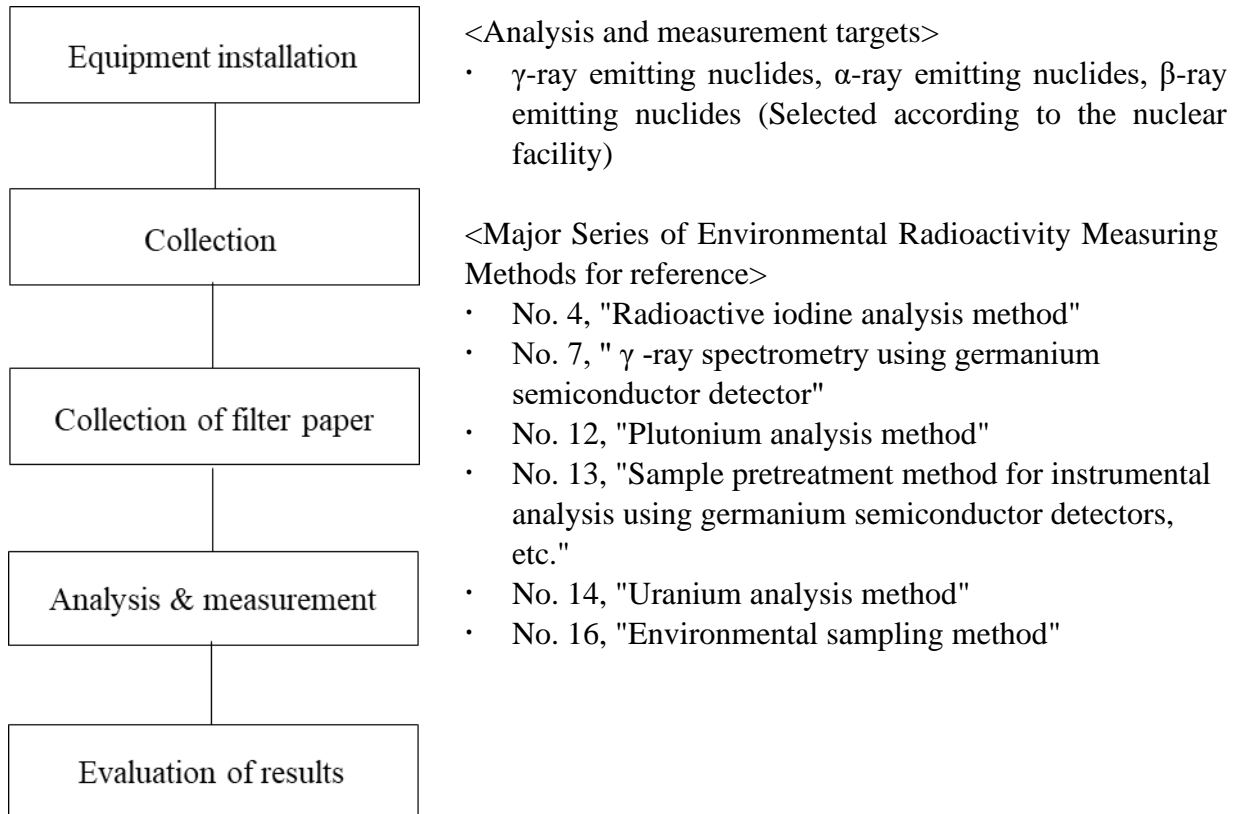 Equipment installation
Collection
Collection of filter paper
Analysis & measurement
Evaluation of results
<Analysis and measurement targets>
· γ-ray emitting nuclides, α-ray emitting nuclides, β-ray
emitting nuclides (Selected according to the nuclear
facility)
<Major Series of Environmental Radioactivity Measuring
Methods for reference>
· No. 4, "Radioactive iodine analysis method"
· No. 7, " γ -ray spectrometry using germanium
semiconductor detector"
· No. 12, "Plutonium analysis method"
· No. 13, "Sample pretreatment method for instrumental
analysis using germanium semiconductor detectors,
etc."
· No. 14, "Uranium analysis method"
· No. 16, "Environmental sampling method"